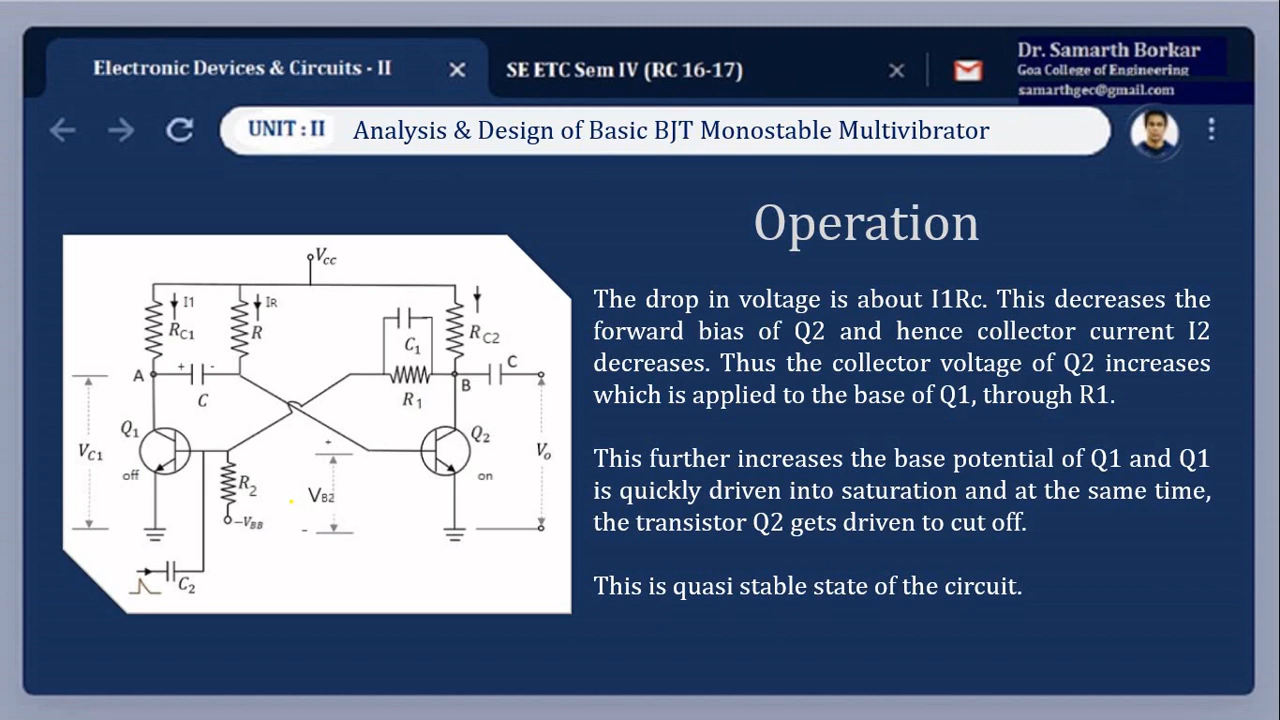 Electronic Devices & Circuits - II
SE ETC Sem IV (RC 16-17)
Dr. Samarth Borkar
Goa College of Engineering
samarthgec@gmail.com
UNIT : II
Analysis & Design of Basic BJT Monostable Multivibrator
Operation
The drop in voltage is about I1Rc. This decreases the
forward bias of Q2 and hence collector current I2
decreases. Thus the collector voltage of Q2 increases
which is applied to the base of Q1, through R1.
This further increases the base potential of Q1 and Q1
is quickly driven into saturation and at the same time,
the transistor Q2 gets driven to cut off.
This is quasi stable state of the circuit.
Vcc
I1
IR
RC1
R
C1
RC2
A
+
-
C
R1
B
C
Q1
Q2
VC1
off
R2
+
VB2
-
on
Vo
−VBB
C2